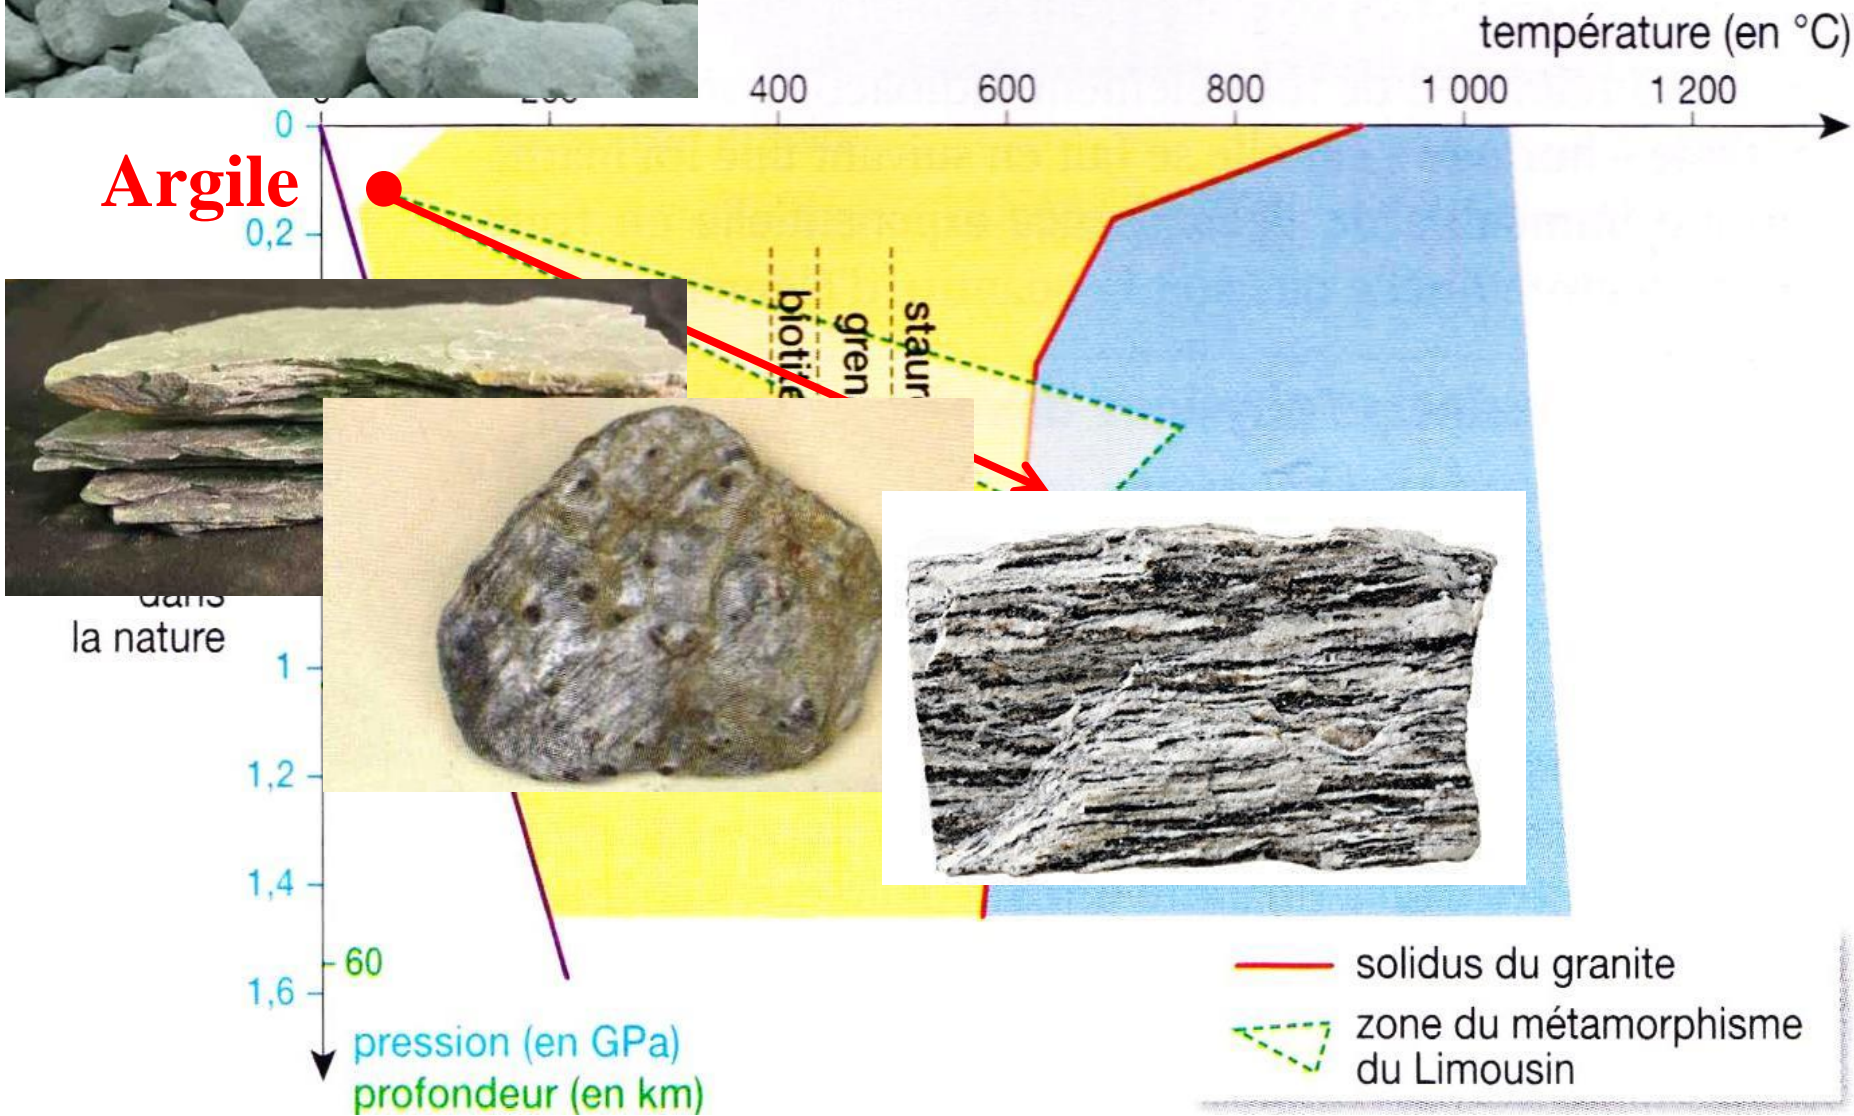 température (en °C)
400 600 800 1 000 1 200
0
Argile
0,2
biotite
gren
staur
dans
la nature
1
1,2
1,4
60
1,6
pression (en GPa)
profondeur (en km)
solidus du granite
zone du métamorphisme
du Limousin